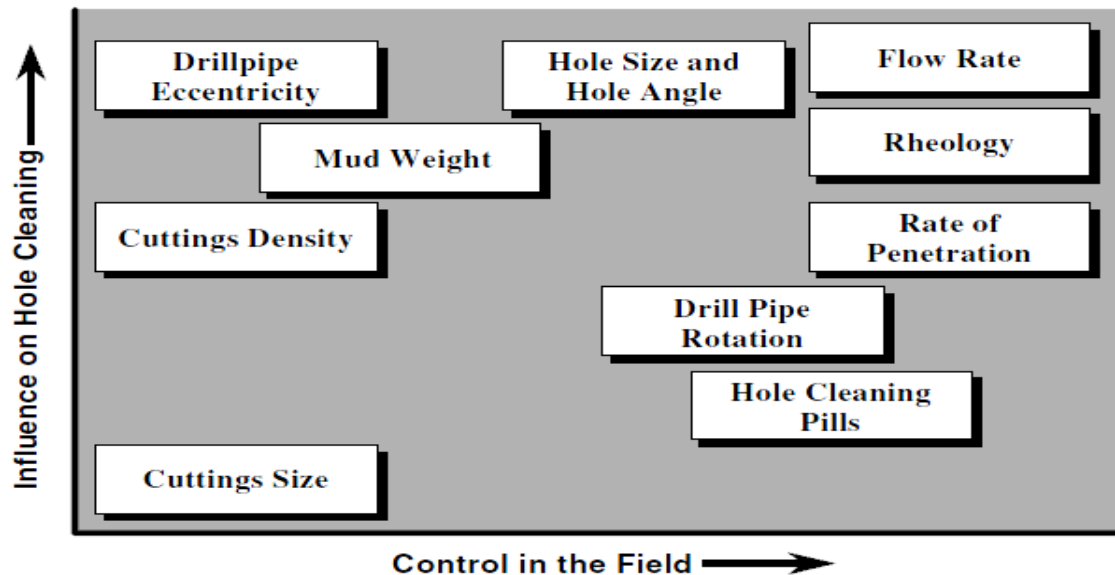 Influence on Hole Cleaning
Drillpipe
Eccentricity
Hole Size and
Hole Angle
Flow Rate
Mud Weight
Rheology
Cuttings Density
Rate of
Penetration
Drill Pipe
Rotation
Hole Cleaning
Pills
Cuttings Size
Control in the Field